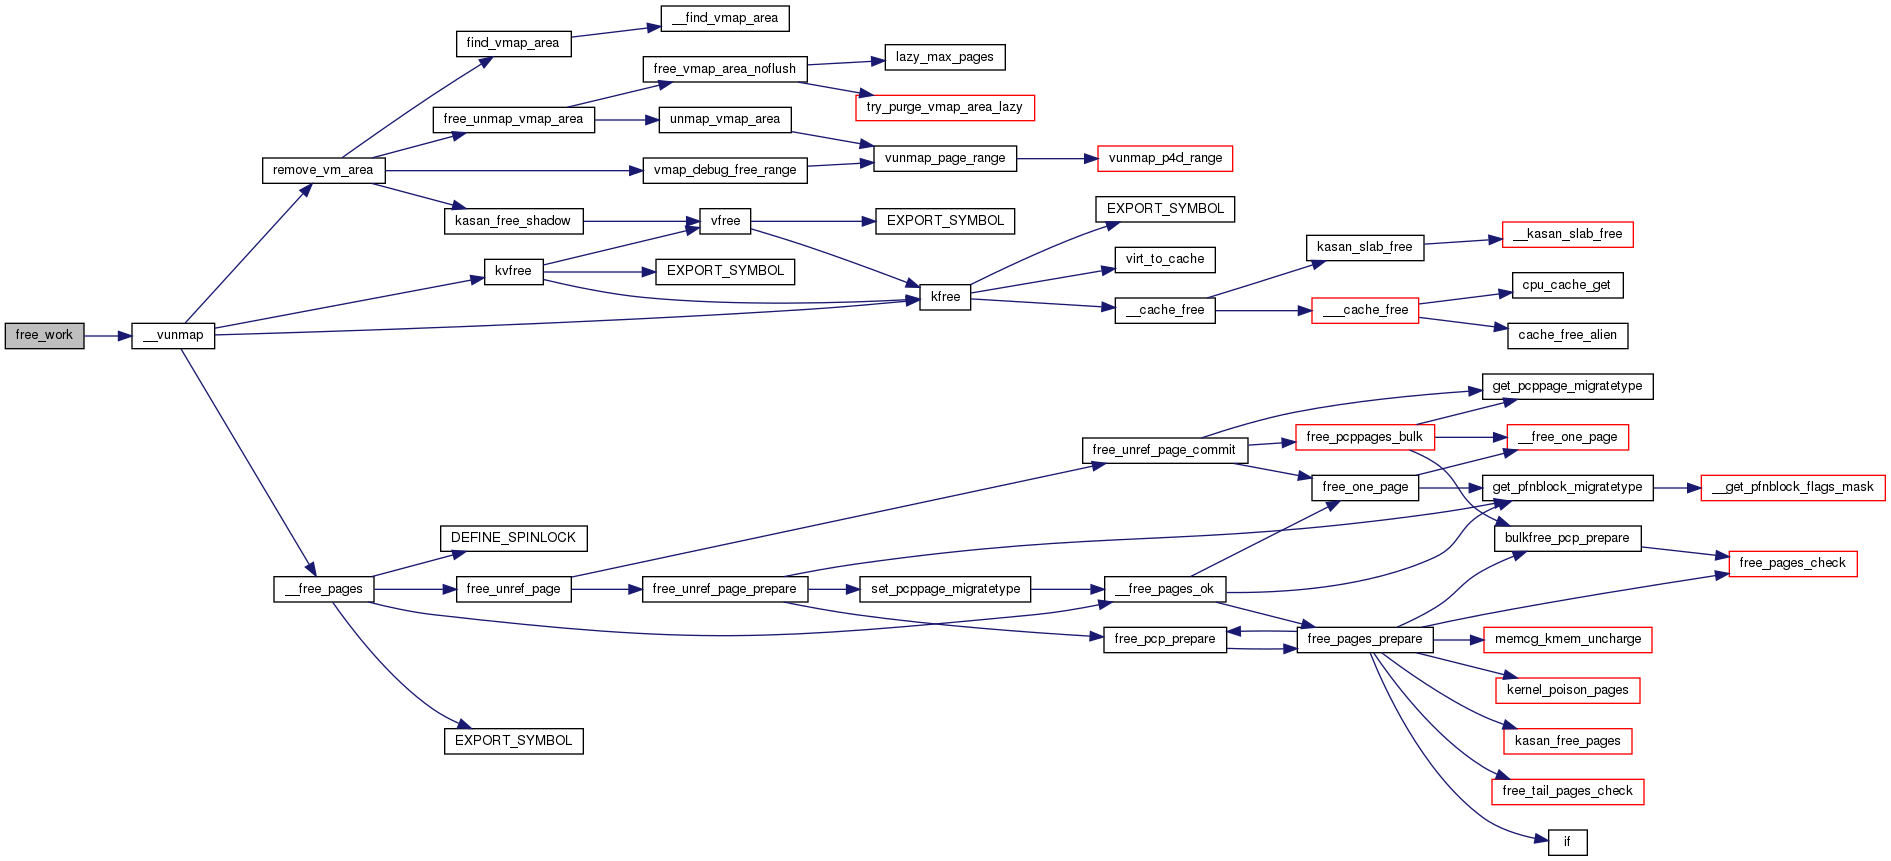 __find_vmap_area
find_vmap_area
lazy_max_pages
free_vmap_area_noflush
try_purge_vmap_area_lazy
free_unmap_vmap_area
unmap_vmap_area
vunmap_page_range
vunmap_p4d_range
remove_vm_area
vmap_debug_free_range
EXPORT_SYMBOL
kasan_free_shadow
vfree
EXPORT_SYMBOL
__kasan_slab_free
kasan_slab_free
virt_to_cache
kvfree
EXPORT_SYMBOL
cpu_cache_get
kfree
__cache_free
___cache_free
free_work
__vunmap
cache_free_alien
get_pcppage_migratetype
free_pcppages_bulk
__free_one_page
free_unref_page_commit
free_one_page
get_pfnblock_migratetype
__get_pfnblock_flags_mask
DEFINE_SPINLOCK
bulkfree_pcp_prepare
free_pages_check
__free_pages
free_unref_page
free_unref_page_prepare
set_pcppage_migratetype
__free_pages_ok
free_pcp_prepare
free_pages_prepare
memcg_kmem_uncharge
kernel_poison_pages
EXPORT_SYMBOL
kasan_free_pages
free_tail_pages_check
if